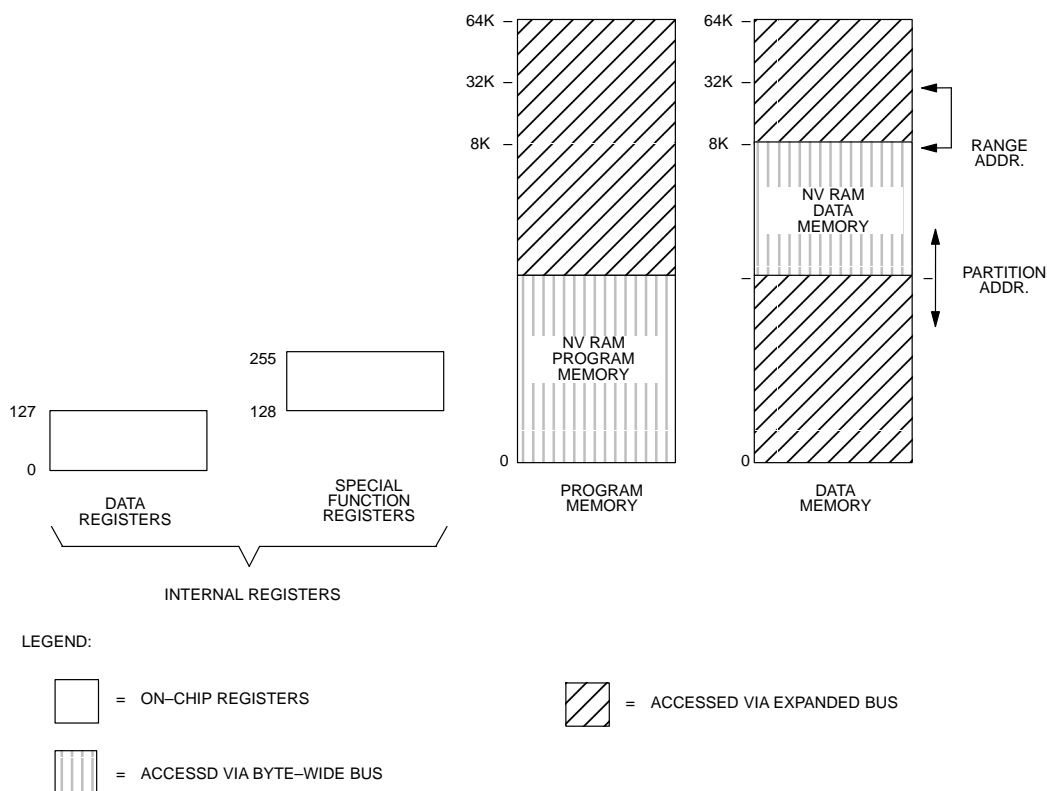 64K
32K
8K
0
NV RAM
PROGRAM
MEMORY
PROGRAM
MEMORY
64K
32K
8K
0
NV RAM
DATA
MEMORY
DATA
MEMORY
RANGE
ADDR.
PARTITION
ADDR.
127
0
DATA
REGISTERS
255
128
SPECIAL
FUNCTION
REGISTERS
INTERNAL REGISTERS
LEGEND:
= ON–CHIP REGISTERS
= ACCESSED VIA EXPANDED BUS
= ACCESSD VIA BYTE–WIDE BUS